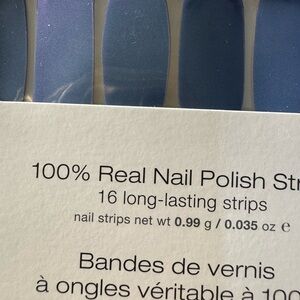 100% Real Nail Polish Str
16 long-lasting strips
nail strips net wt 0.99 g / 0.035 oz ℮
Bandes de vernis
à ongles véritable à 100